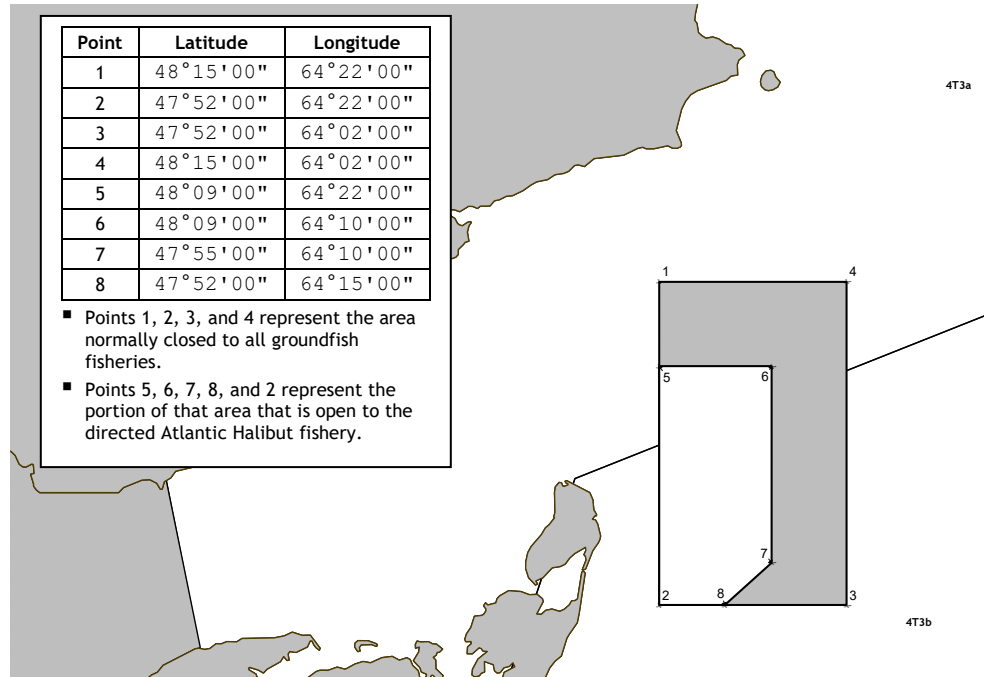 Point Latitude Longitude
1 48°15'00" 64°22'00"
2 47°52'00" 64°22'00"
3 47°52'00" 64°02'00"
4 48°15'00" 64°02'00"
5 48°09'00" 64°22'00"
6 48°09'00" 64°10'00"
7 47°55'00" 64°10'00"
8 47°52'00" 64°15'00"
▪ Points 1, 2, 3, and 4 represent the area
normally closed to all groundfish
fisheries.
▪ Points 5, 6, 7, 8, and 2 represent the
portion of that area that is open to the
directed Atlantic Halibut fishery.
4T3a
1 4
5 6
7
2 8 3
4T3b